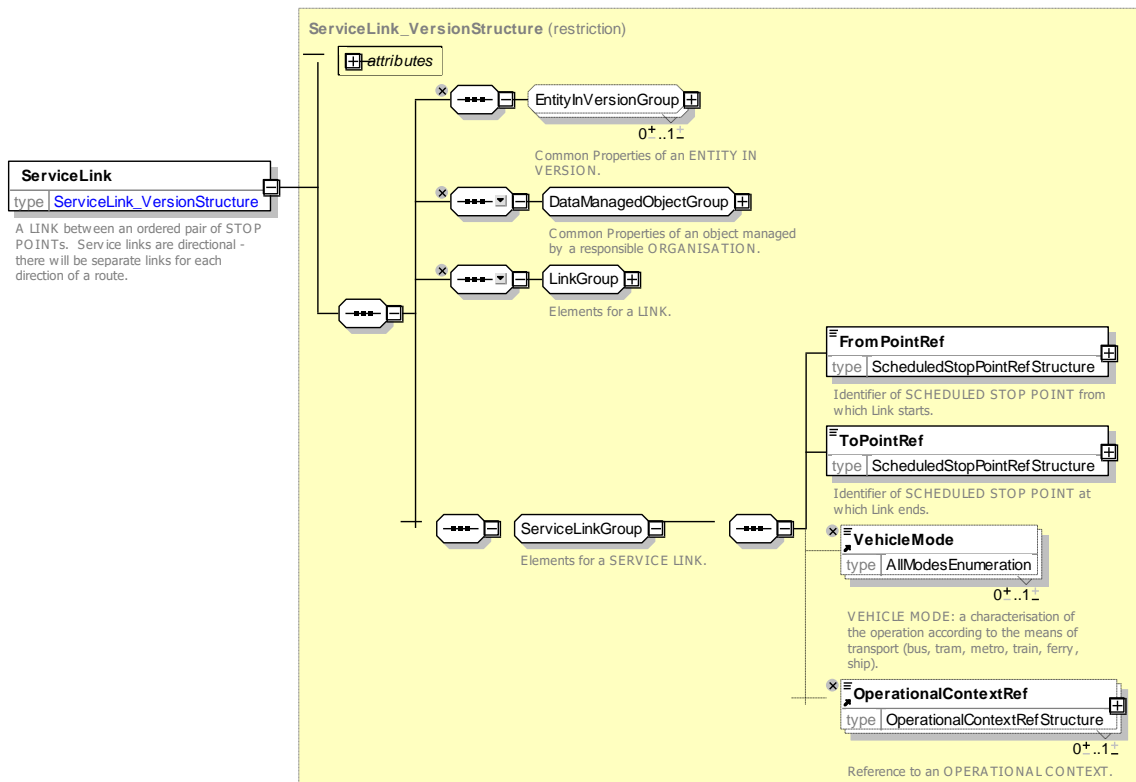 ServiceLink_VersionStructure (restriction)
attributes
EntityInVersionGroup
0..1
Common Properties of an ENTITY IN
VERSION.
ServiceLink
type ServiceLink_VersionStructure
A LINK between an ordered pair of STOP
POINTs. Service links are directional -
there will be separate links for each
direction of a route.
DataManagedObjectGroup
Common Properties of an object managed
by a responsible ORGANISATION.
LinkGroup
Elements for a LINK.
FromPointRef
type ScheduledStopPointRefStructure
Identifier of SCHEDULED STOP POINT from
which Link starts.
ToPointRef
type ScheduledStopPointRefStructure
Identifier of SCHEDULED STOP POINT at
which Link ends.
ServiceLinkGroup
Elements for a SERVICE LINK.
VehicleMode
type AllModesEnumeration
0..1
VEHICLE MODE: a characterisation of
the operation according to the means of
transport (bus, tram, metro, train, ferry,
ship).
OperationalContextRef
type OperationalContextRefStructure
0..1
Reference to an OPERATIONAL CONTEXT.